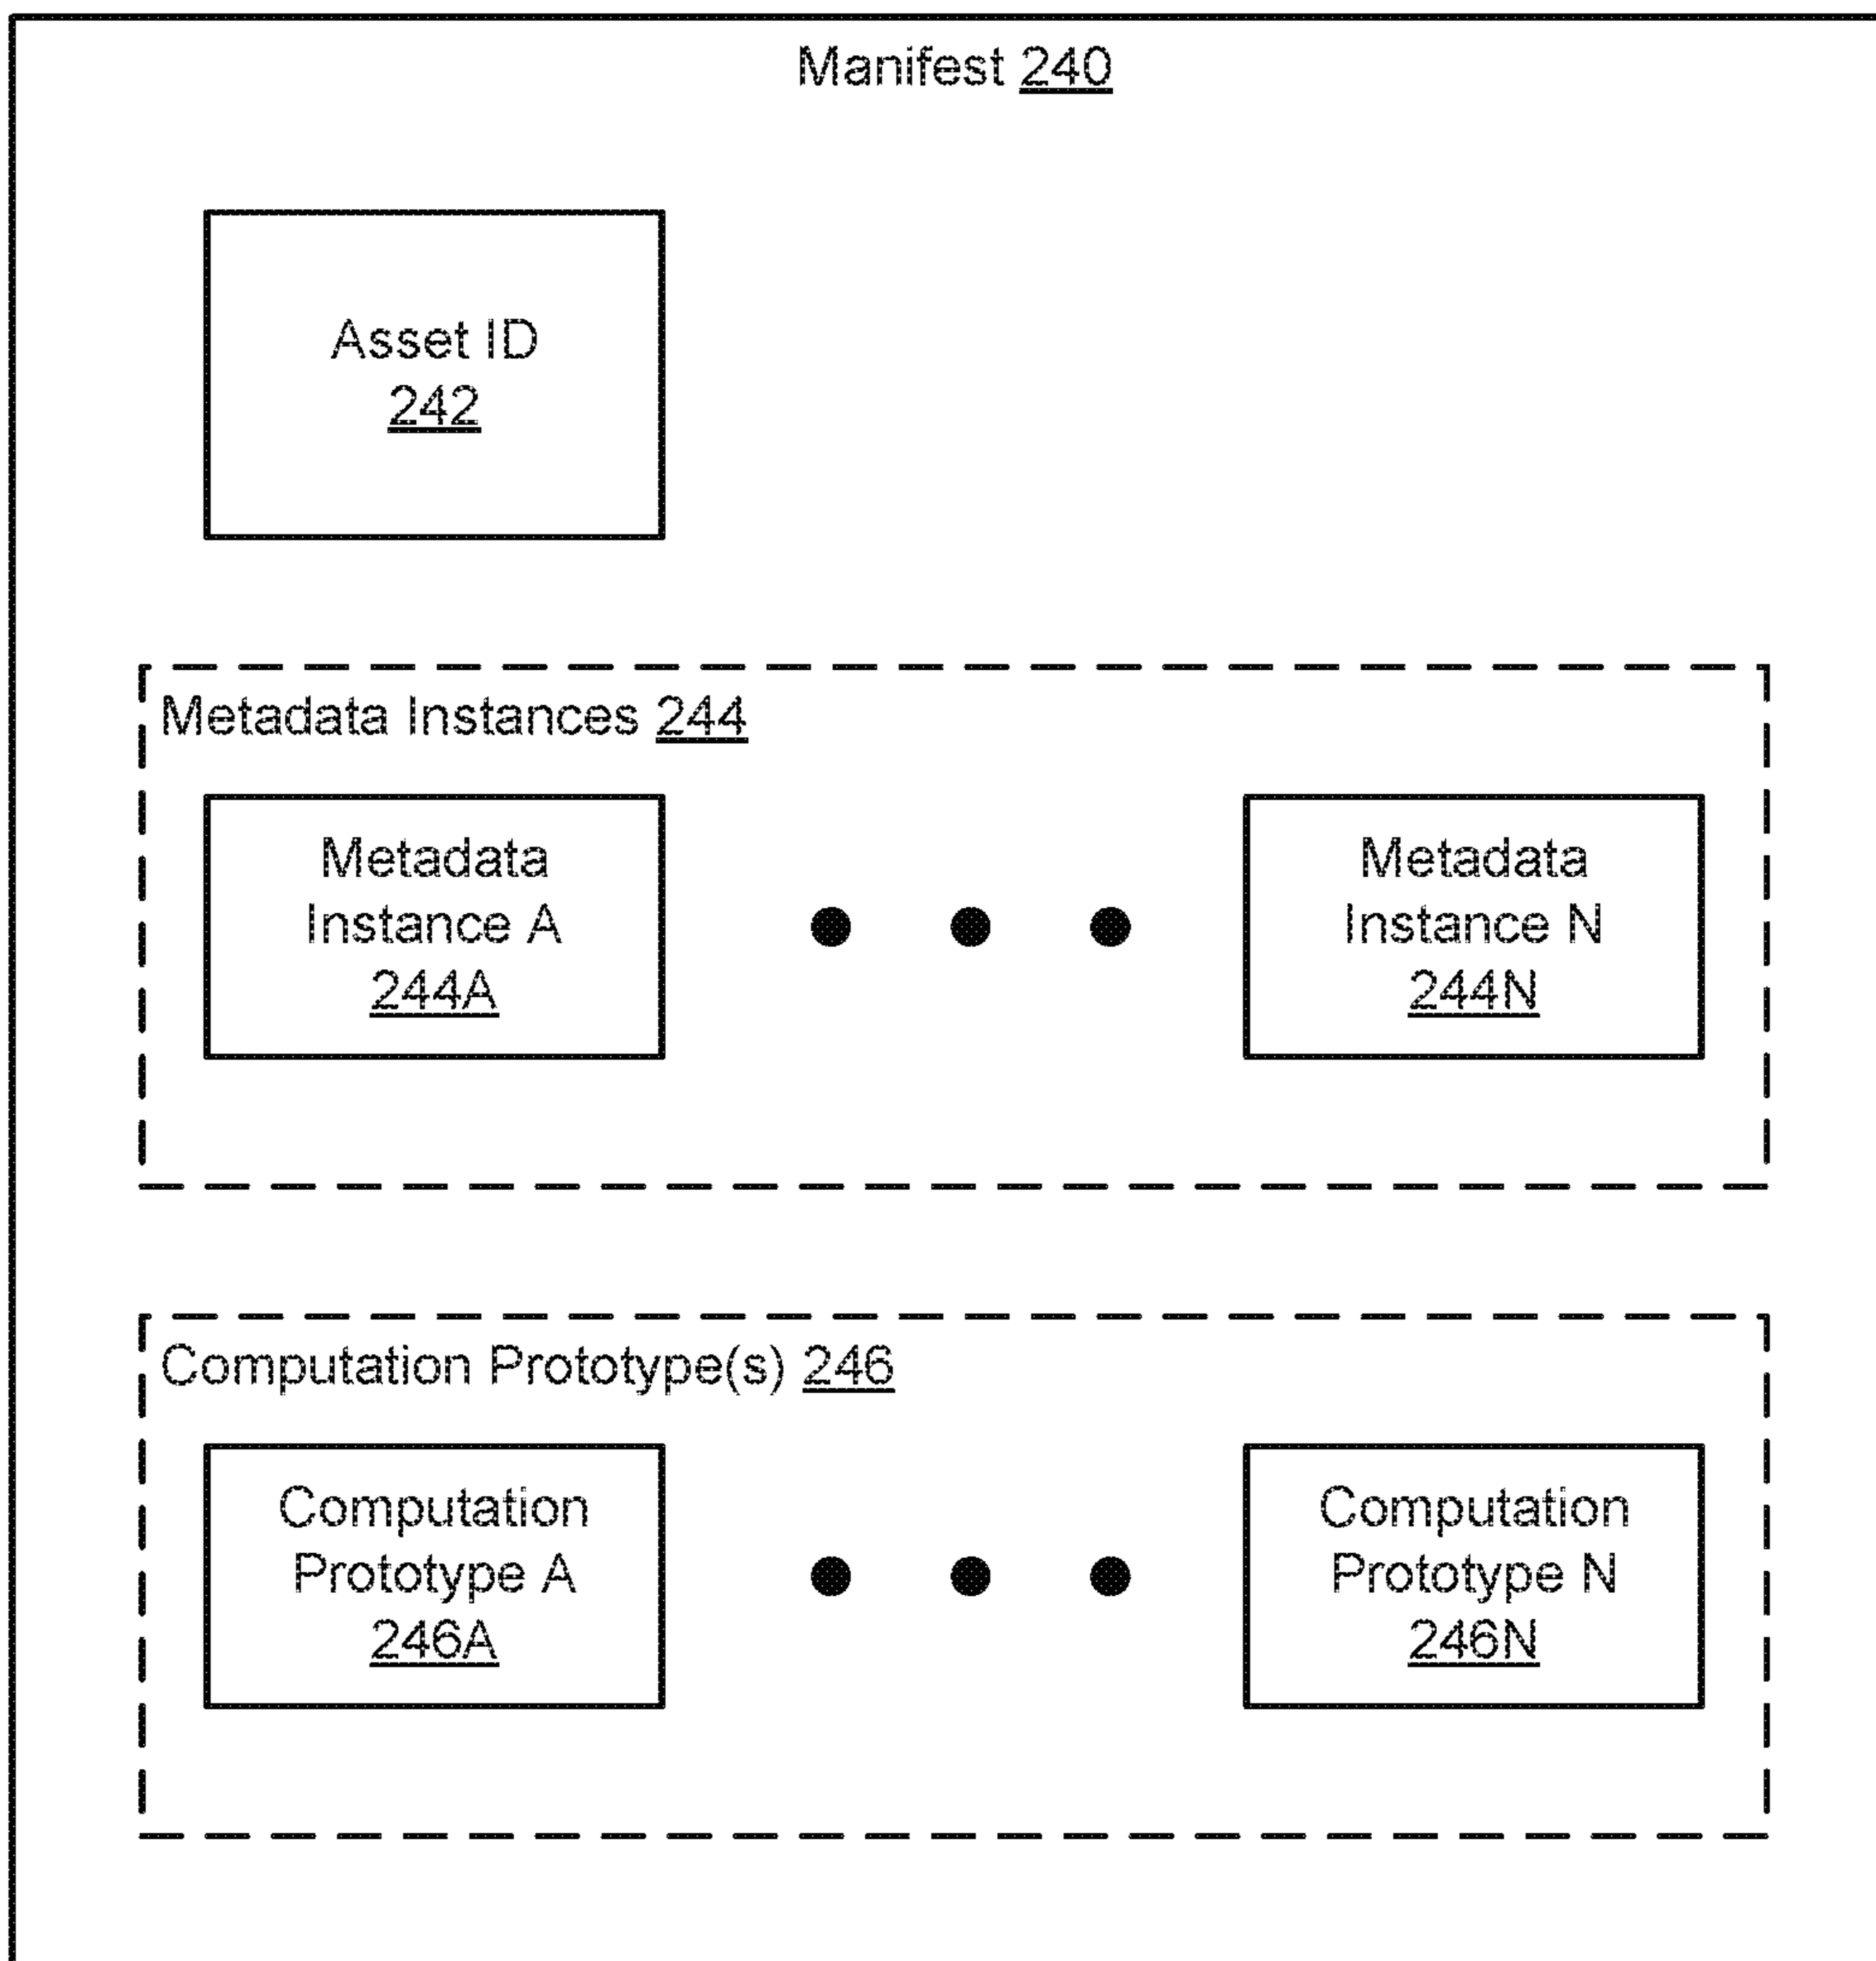 Manifest 240
Asset ID
242
Metadata Instances 244
Metadata
Instance A
244A
Metadata
Instance N
244N
Computation Prototype(s) 246
Computation
Prototype A
246A
Computation
Prototype N
246N